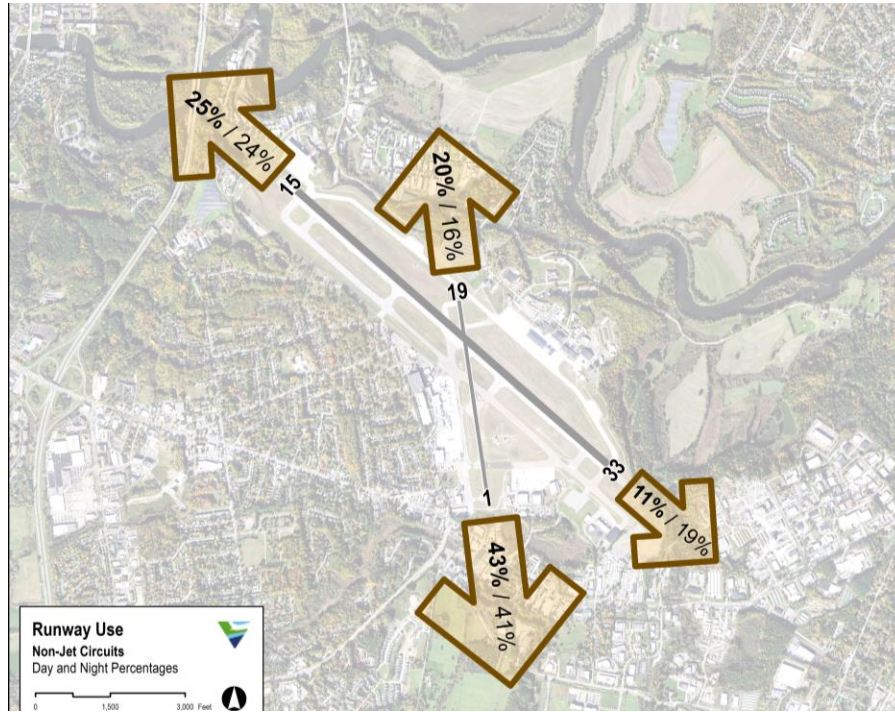 25% / 24%
15
20% / 16%
19
33
11% / 19%
1
43% / 41%
Runway Use
Non-Jet Circuits
Day and Night Percentages
0 1,500 3,000 Feet